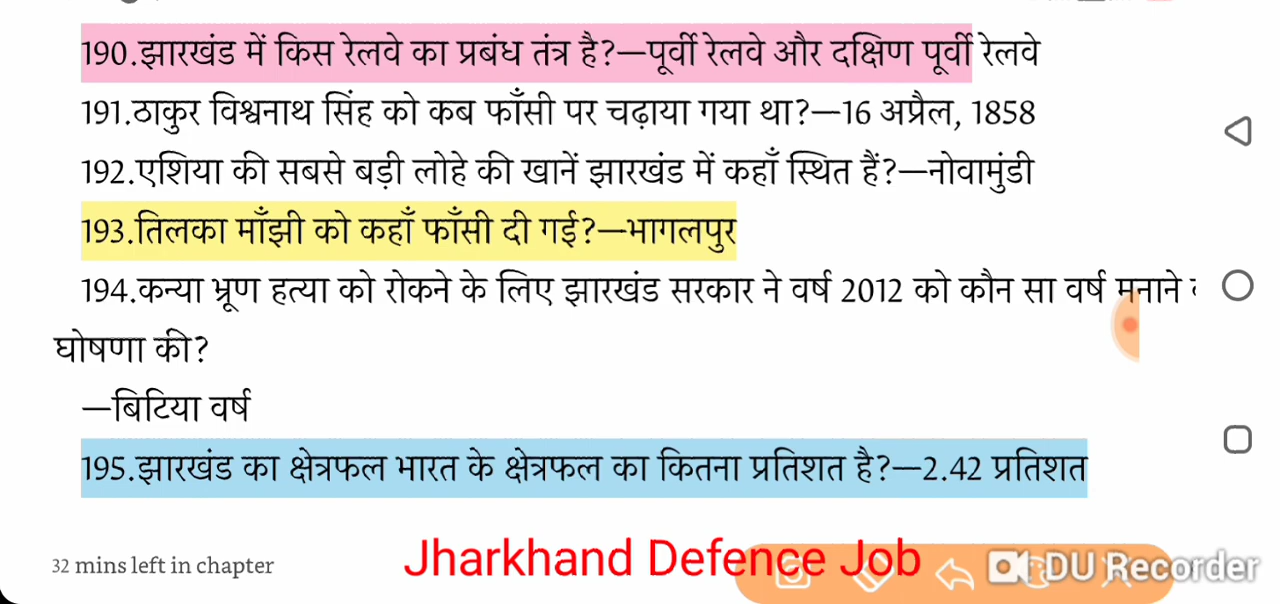 190.झारखंड में किस रेलवे का प्रबंध तंत्र है?—पूर्वी रेलवे और दक्षिण पूर्वी रेलवे
191.ठाकुर विश्वनाथ सिंह को कब फाँसी पर चढ़ाया गया था?—16 अप्रैल, 1858
192.एशिया की सबसे बड़ी लोहे की खानें झारखंड में कहाँ स्थित हैं?—नोवामुंडी
193.तिलका माँझी को कहाँ फाँसी दी गई?—भागलपुर
194.कन्या भ्रूण हत्या को रोकने के लिए झारखंड सरकार ने वर्ष 2012 को कौन सा वर्ष मनाने
घोषणा की?
—बिटिया वर्ष
195.झारखंड का क्षेत्रफल भारत के क्षेत्रफल का कितना प्रतिशत है?—2.42 प्रतिशत
32 mins left in chapter
Jharkhand Defence Job
DU Recorder